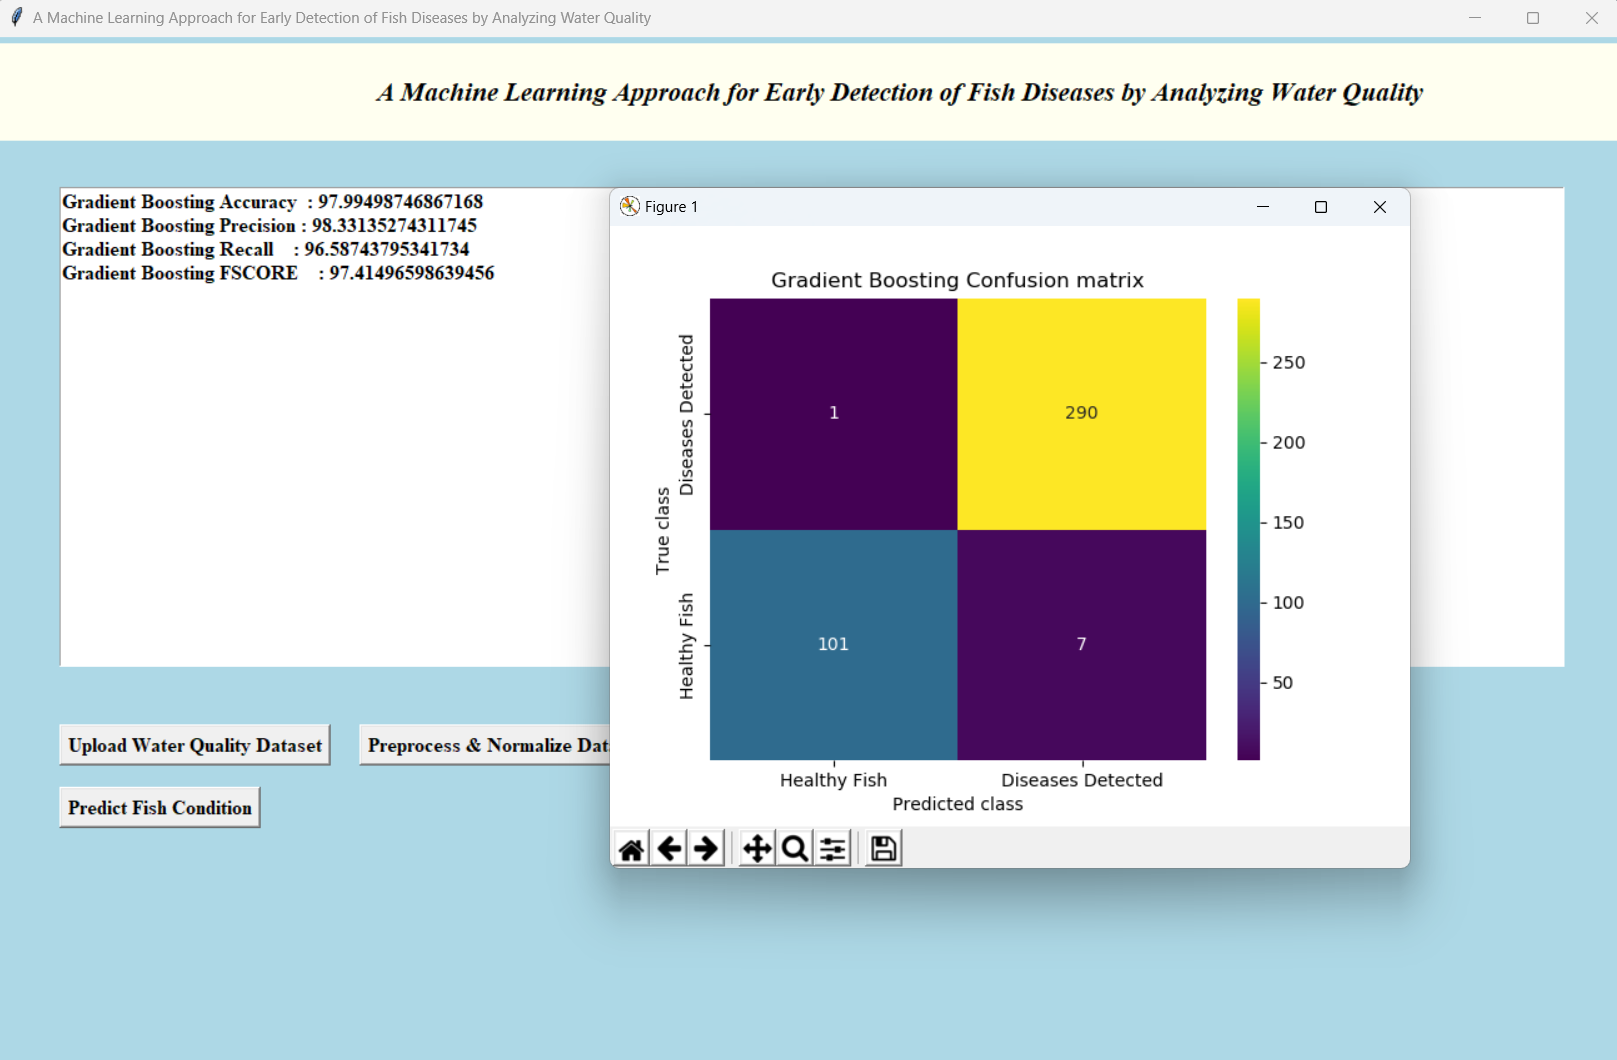 A Machine Learning Approach for Early Detection of Fish Diseases by Analyzing Water Quality
A Machine Learning Approach for Early Detection of Fish Diseases by Analyzing Water Quality
Gradient Boosting Accuracy : 97.99498746867168
Gradient Boosting Precision : 98.33135274311745
Gradient Boosting Recall : 96.58743795341734
Gradient Boosting FSCORE : 97.41496598639456
Figure 1
Gradient Boosting Confusion matrix
True class
Diseases Detected
Healthy Fish
1
290
101
7
250
200
150
100
50
Healthy Fish
Diseases Detected
Predicted class
Upload Water Quality Dataset
Preprocess & Normalize Dat
Predict Fish Condition